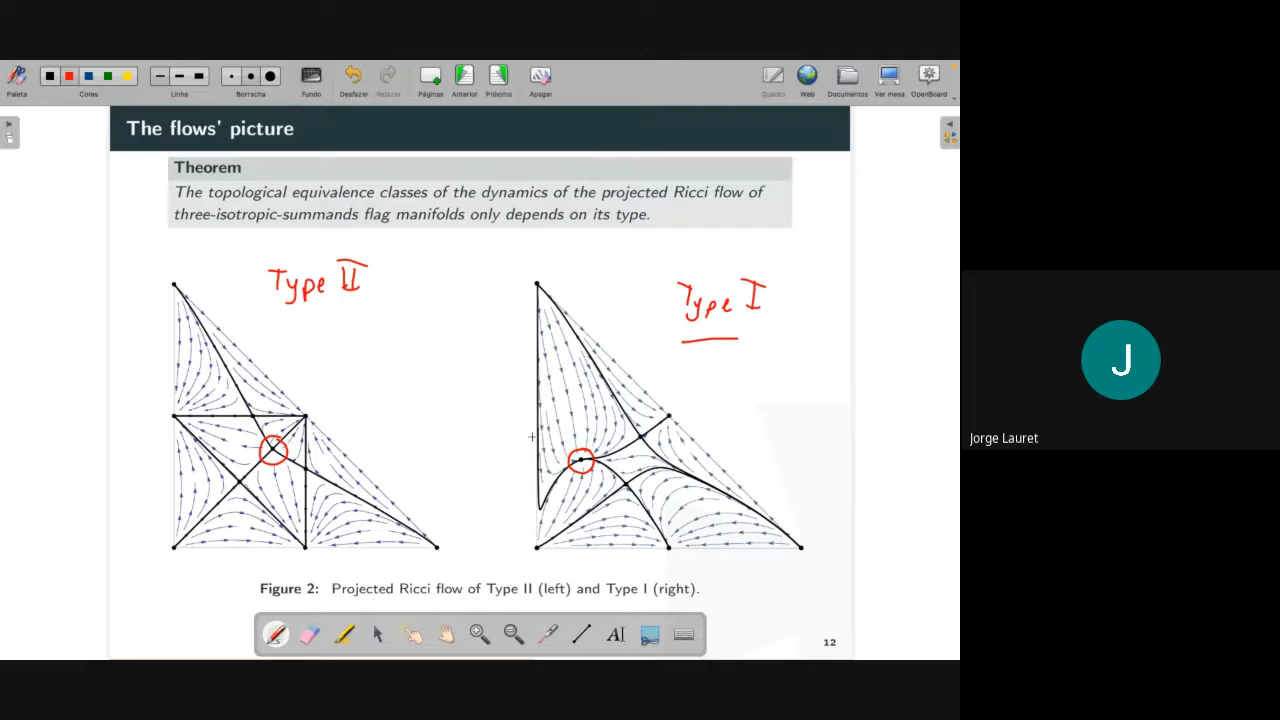 Paleta
Cores
Linha
Borracha
Fundo
Desfazer
Refazer
Páginas
Anterior
Próximo
Apagar
Quadro
Web
Documentos
Ver mesa
OpenBoard
The flows' picture
Theorem
The topological equivalence classes of the dynamics of the projected Ricci flow of
three-isotropic-summands flag manifolds only depends on its type.
Type II
Type I
Figure 2: Projected Ricci flow of Type II (left) and Type I (right).
AI
12
J
Jorge Lauret